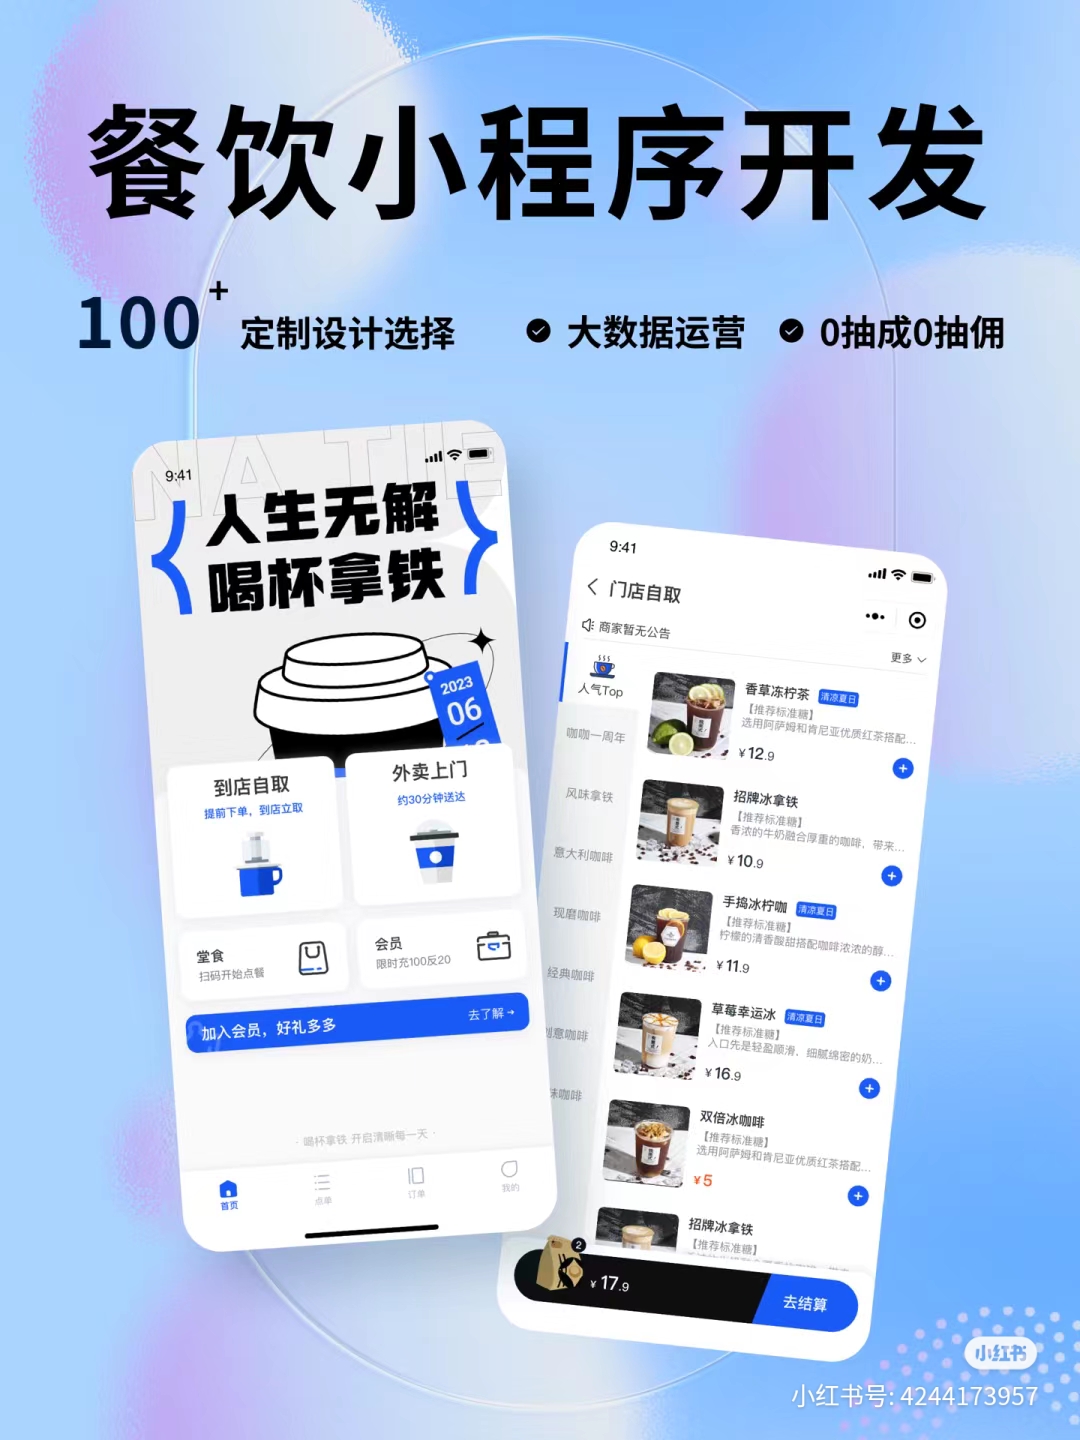 餐饮小程序开发
100+ 定制设计选择 大数据运营 0抽成0抽佣
NATIE
9:41
人生无解
喝杯拿铁
2023
06
到店自取
提前下单，到店立取
外卖上门
约30分钟送达
堂食
扫码开始点餐
会员
限时充100反20
加入会员，好礼多多
去了解→
· 喝杯拿铁 开启清晰每一天 ·
首页
点单
订单
我的
9:41
门店自取
商家暂无公告
更多
人气Top
咖咖一周年
风味拿铁
意大利咖啡
现磨咖啡
经典咖啡
创意咖啡
咖啡
香草冻柠茶 清凉夏日
【推荐标准糖】
选用阿萨姆和肯尼亚优质红茶搭配...
¥12.9
招牌冰拿铁
【推荐标准糖】
香浓的牛奶融合厚重的咖啡，带来...
¥10.9
手捣冰柠咖 清凉夏日
【推荐标准糖】
柠檬的清香酸甜搭配咖啡浓浓的醇...
¥11.9
草莓幸运冰 清凉夏日
【推荐标准糖】
入口先是轻盈顺滑，细腻绵密的奶...
¥16.9
双倍冰咖啡
【推荐标准糖】
选用阿萨姆和肯尼亚优质红茶搭配...
¥5
招牌冰拿铁
【推荐标准糖】
2
¥17.9
去结算
小红书
小红书号: 4244173957